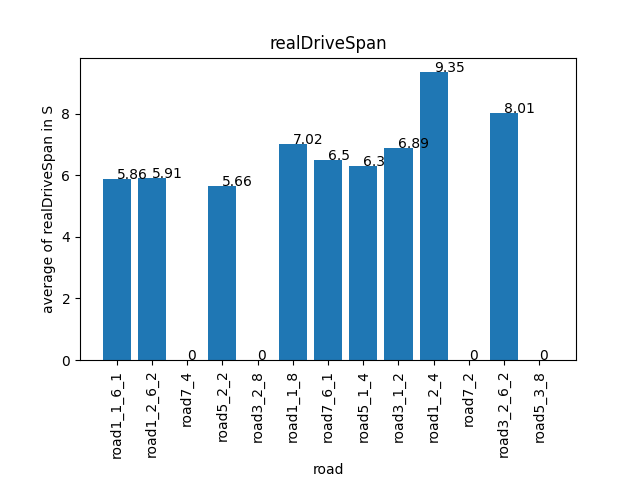 realDriveSpan
average of realDriveSpan in S
8
6
4
2
0
5.86
5.91
0
5.66
0
7.02
6.5
6.3
6.89
9.35
0
8.01
0
road1_1_6_1
road1_2_6_2
road7_4
road5_2_2
road3_2_8
road1_1_8
road7_6_1
road5_1_4
road3_1_2
road1_2_4
road7_2
road3_2_6_2
road5_3_8
road